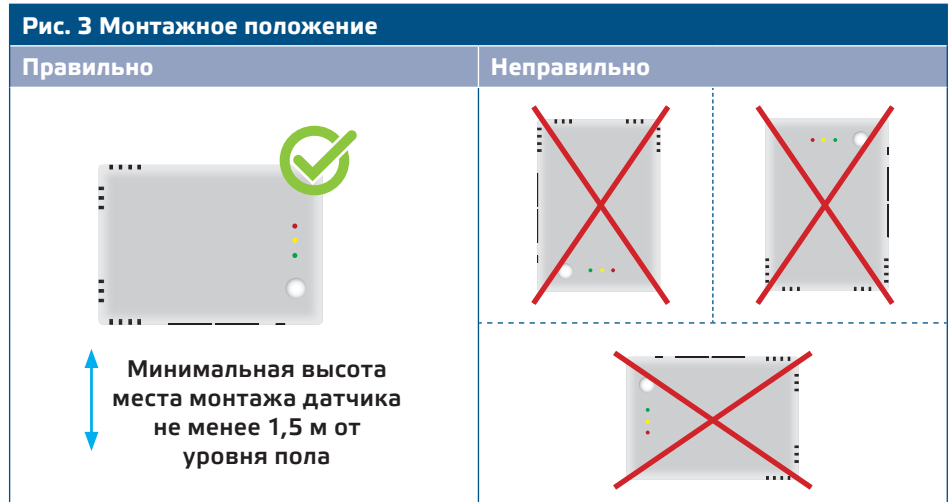 Рис. 3 Монтажное положение
Правильно
Неправильно
Минимальная высота
места монтажа датчика
не менее 1,5 м от
уровня пола